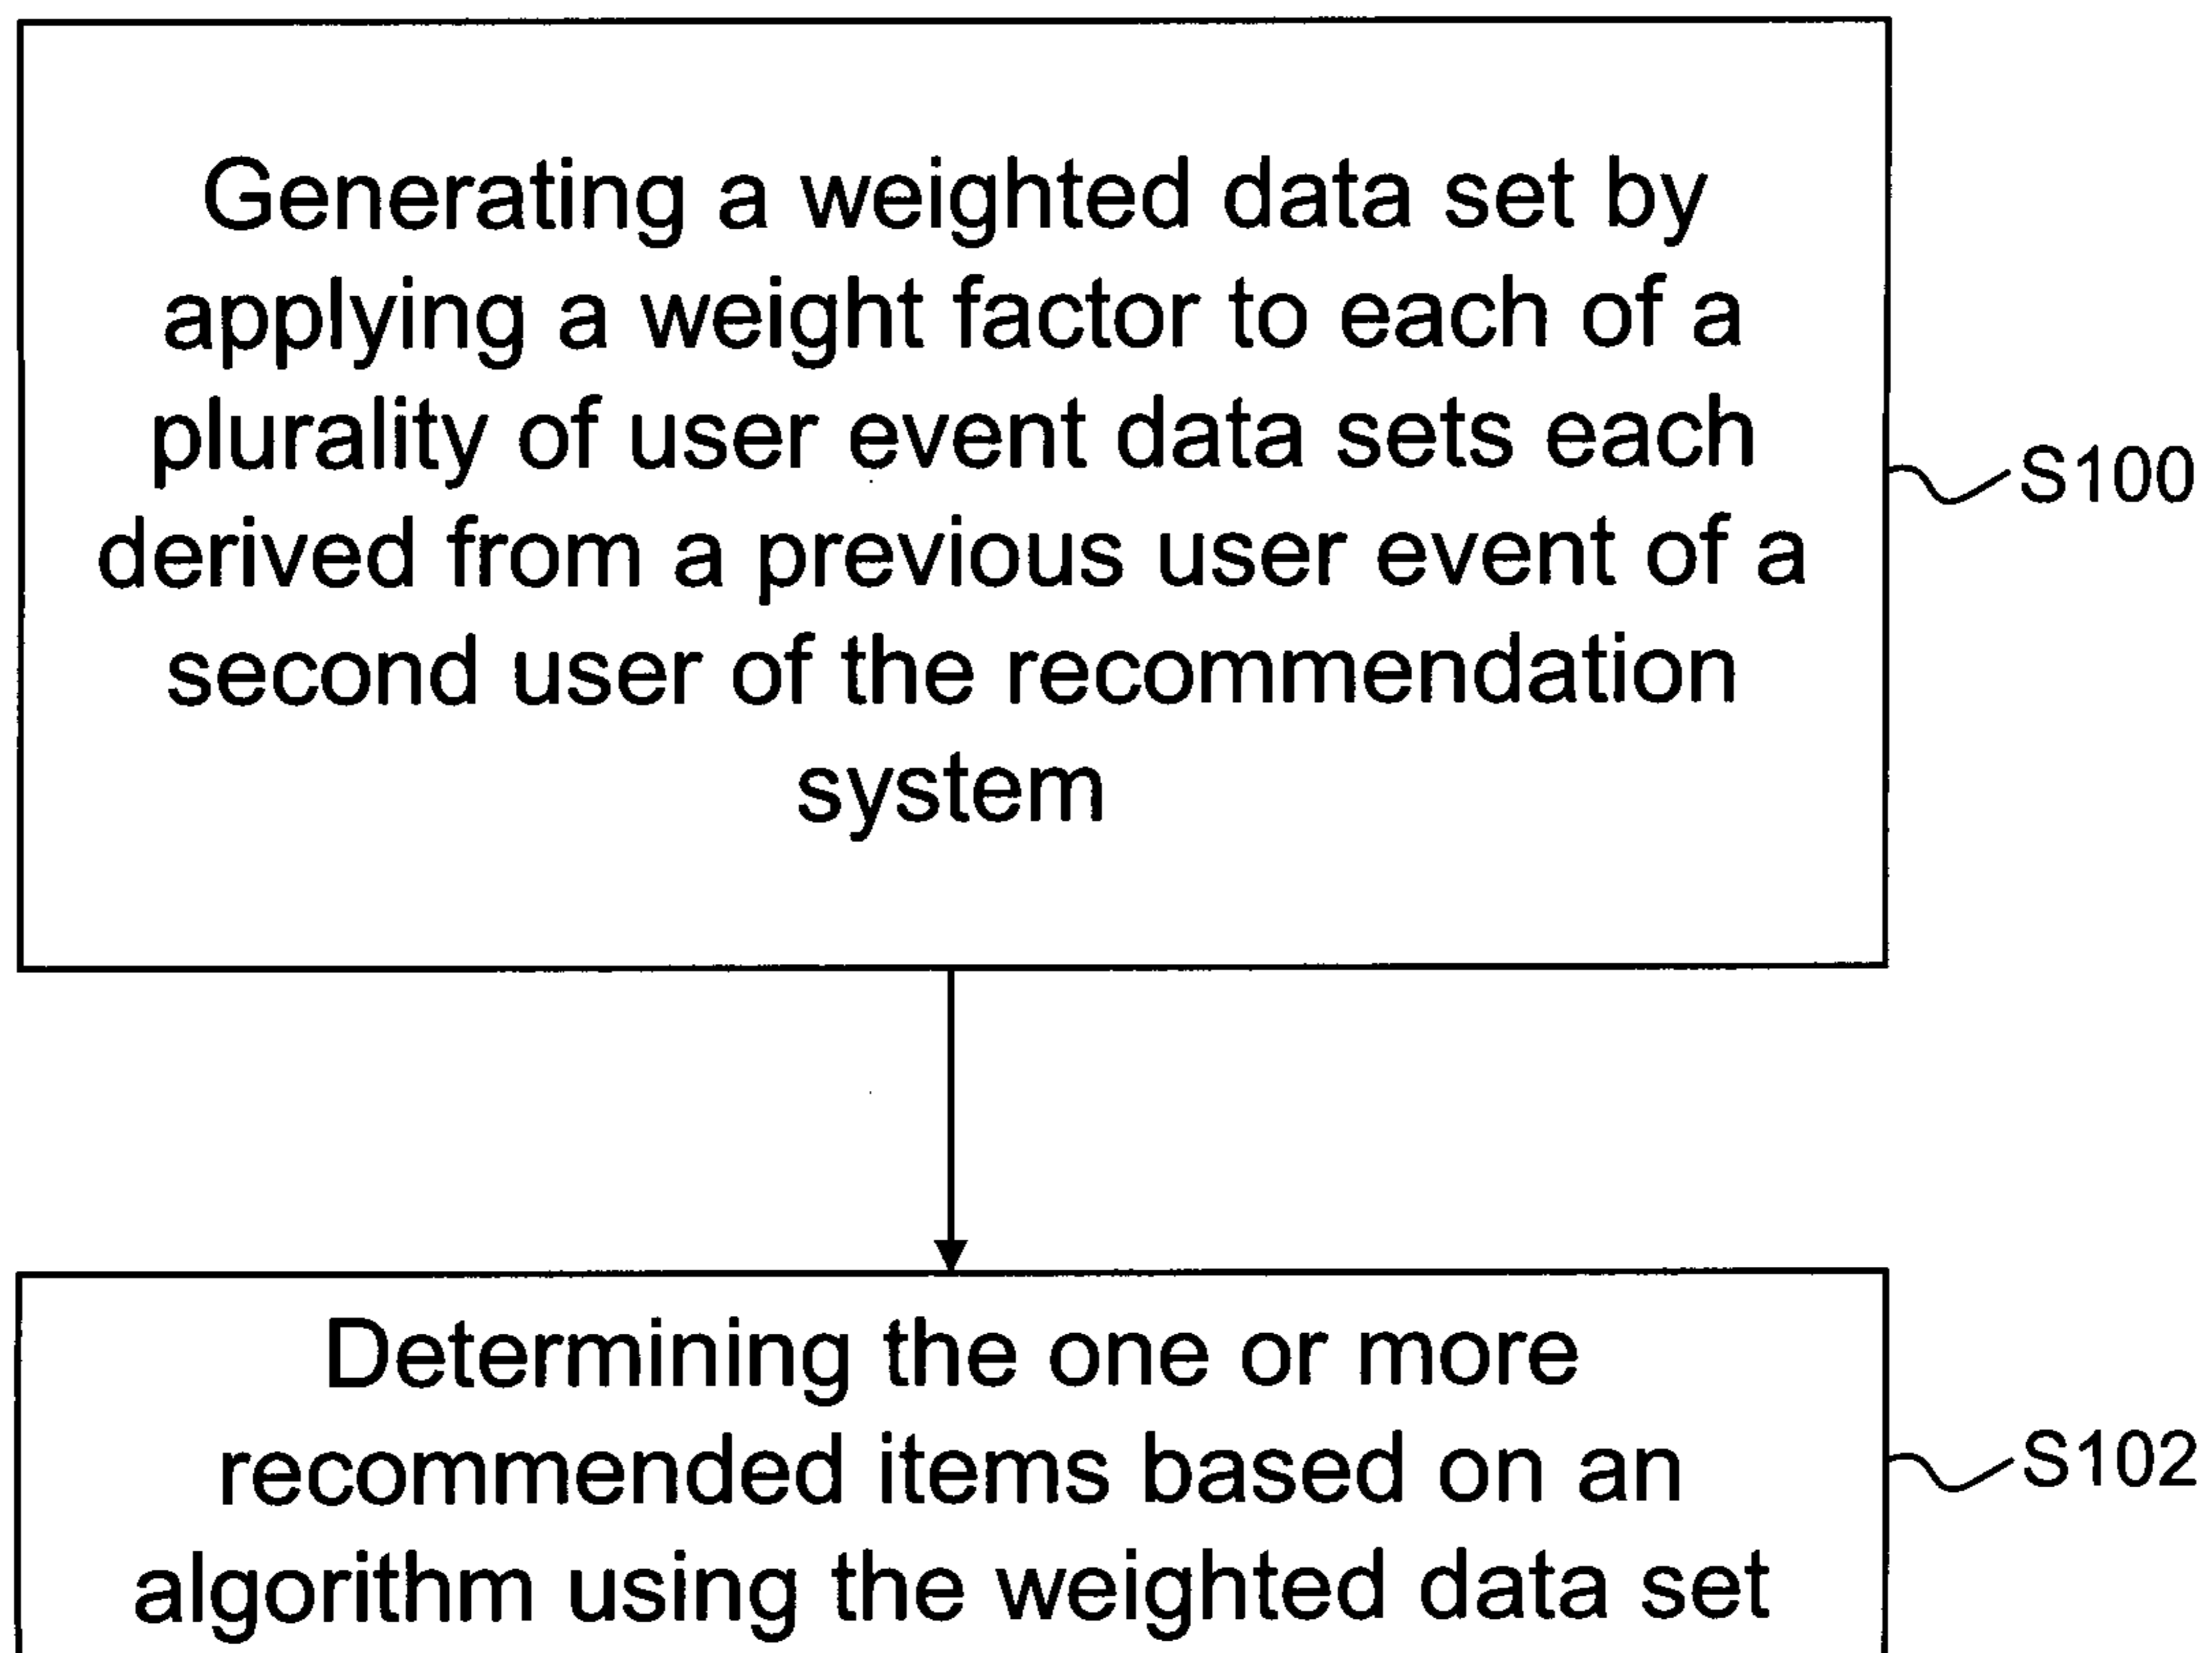 Generating a weighted data set by
applying a weight factor to each of a
plurality of user event data sets each
derived from a previous user event of a
second user of the recommendation
system
S100
Determining the one or more
recommended items based on an
algorithm using the weighted data set
S102